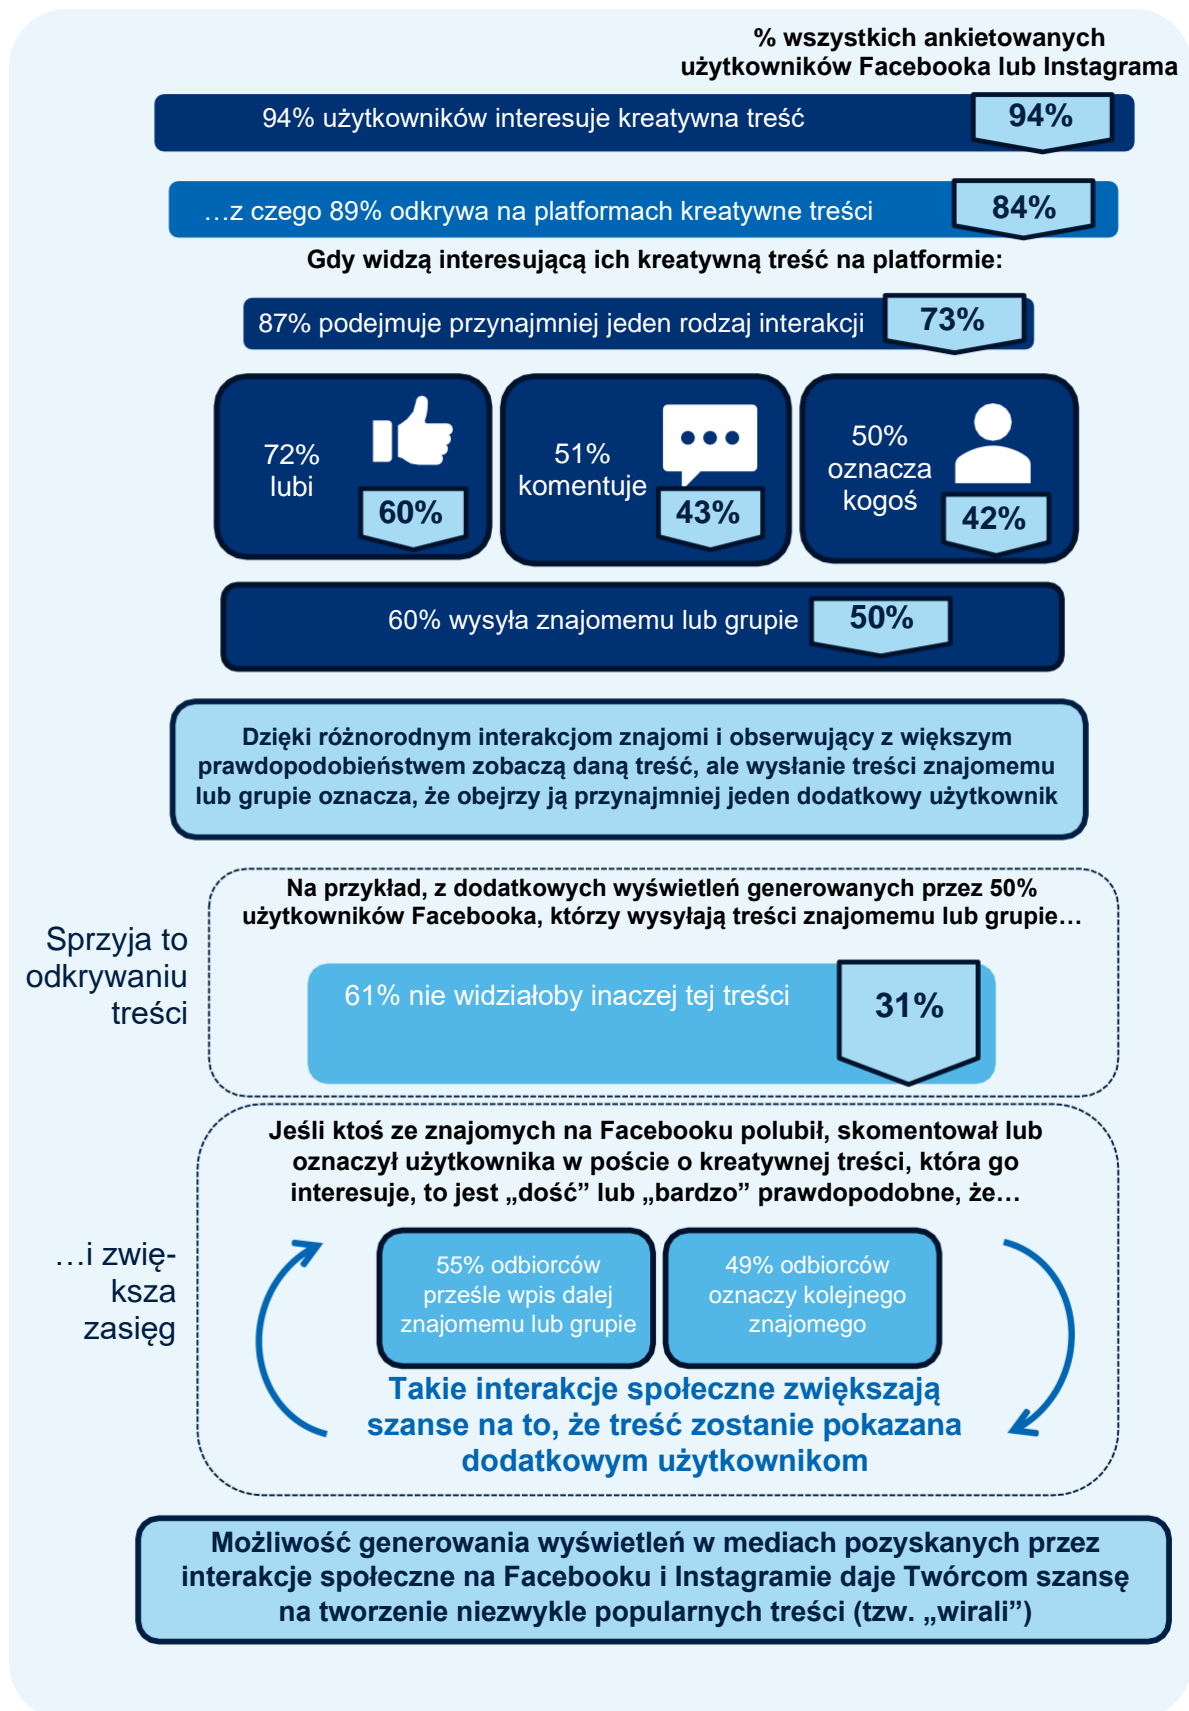 % wszystkich ankietowanych
użytkowników Facebooka lub Instagrama
94% użytkowników interesuje kreatywna treść
94%
…z czego 89% odkrywa na platformach kreatywne treści
84%
Gdy widzą interesującą ich kreatywną treść na platformie:
87% podejmuje przynajmniej jeden rodzaj interakcji
73%
72%
lubi
60%
51%
komentuje
43%
50%
oznacza
kogoś
42%
60% wysyła znajomemu lub grupie
50%
Dzięki różnorodnym interakcjom znajomi i obserwujący z większym
prawdopodobieństwem zobaczą daną treść, ale wysłanie treści znajomemu
lub grupie oznacza, że obejrzy ją przynajmniej jeden dodatkowy użytkownik
Sprzyja to
odkrywaniu
treści
Na przykład, z dodatkowych wyświetleń generowanych przez 50%
użytkowników Facebooka, którzy wysyłają treści znajomemu lub grupie…
61% nie widziałoby inaczej tej treści
31%
…i zwię-
ksza
zasięg
Jeśli ktoś ze znajomych na Facebooku polubił, skomentował lub
oznaczył użytkownika w poście o kreatywnej treści, która go
interesuje, to jest „dość” lub „bardzo” prawdopodobne, że…
55% odbiorców
prześle wpis dalej
znajomemu lub grupie
49% odbiorców
oznaczy kolejnego
znajomego
Takie interakcje społeczne zwiększają
szanse na to, że treść zostanie pokazana
dodatkowym użytkownikom
Możliwość generowania wyświetleń w mediach pozyskanych przez
interakcje społeczne na Facebooku i Instagramie daje Twórcom szansę
na tworzenie niezwykle popularnych treści (tzw. „wirali”)